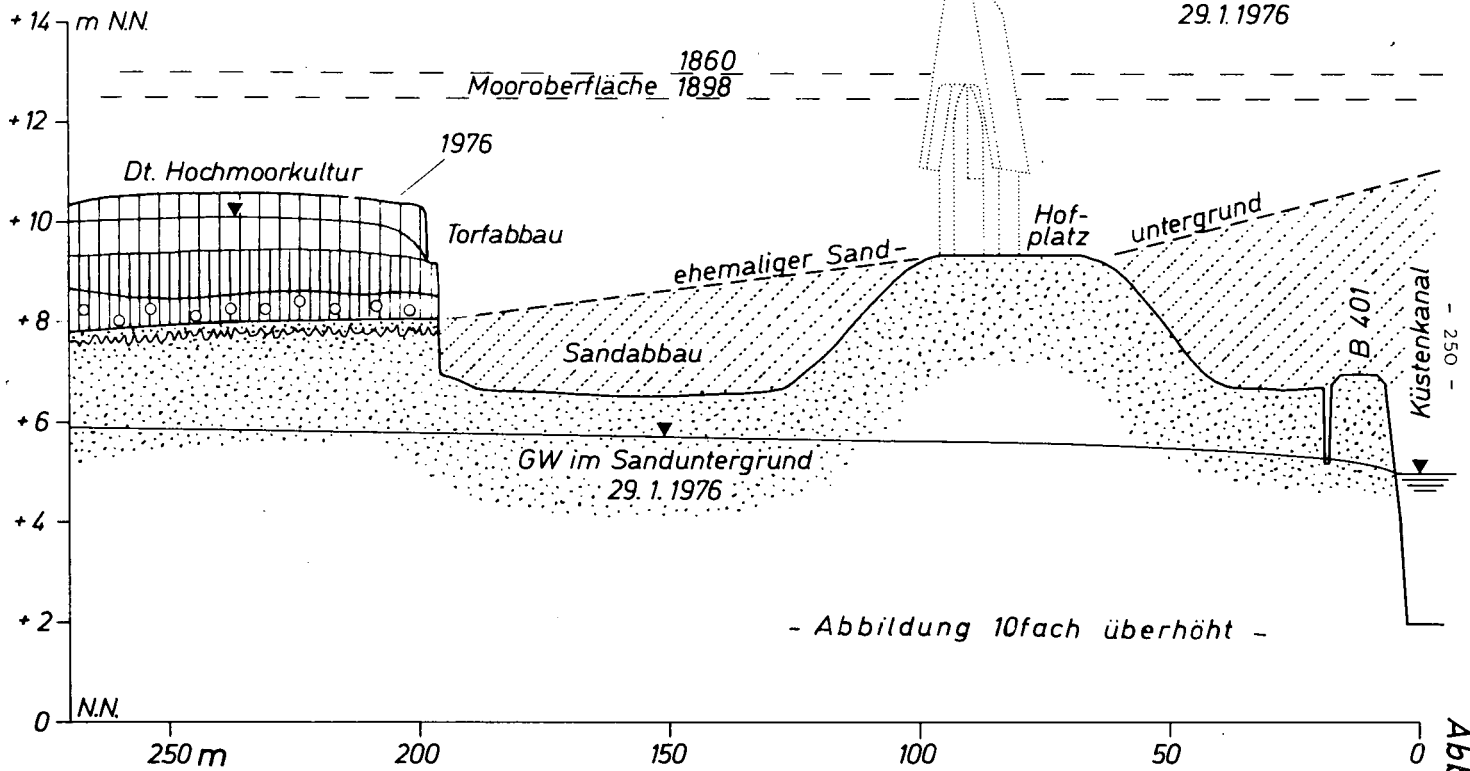 +14 m N.N.
29.1.1976
1860
Mooroberfläche 1898
+12
1976
Dt. Hochmoorkultur
+10
Torfabbau
Hof-
platz
untergrund
ehemaliger Sand-
+8
Sandabbau
B 401
Küstenkanal
- 250 -
+6
GW im Sanduntergrund
29.1.1976
+4
+2
- Abbildung 10fach überhöht -
0 N.N.
250 m 200 150 100 50 0